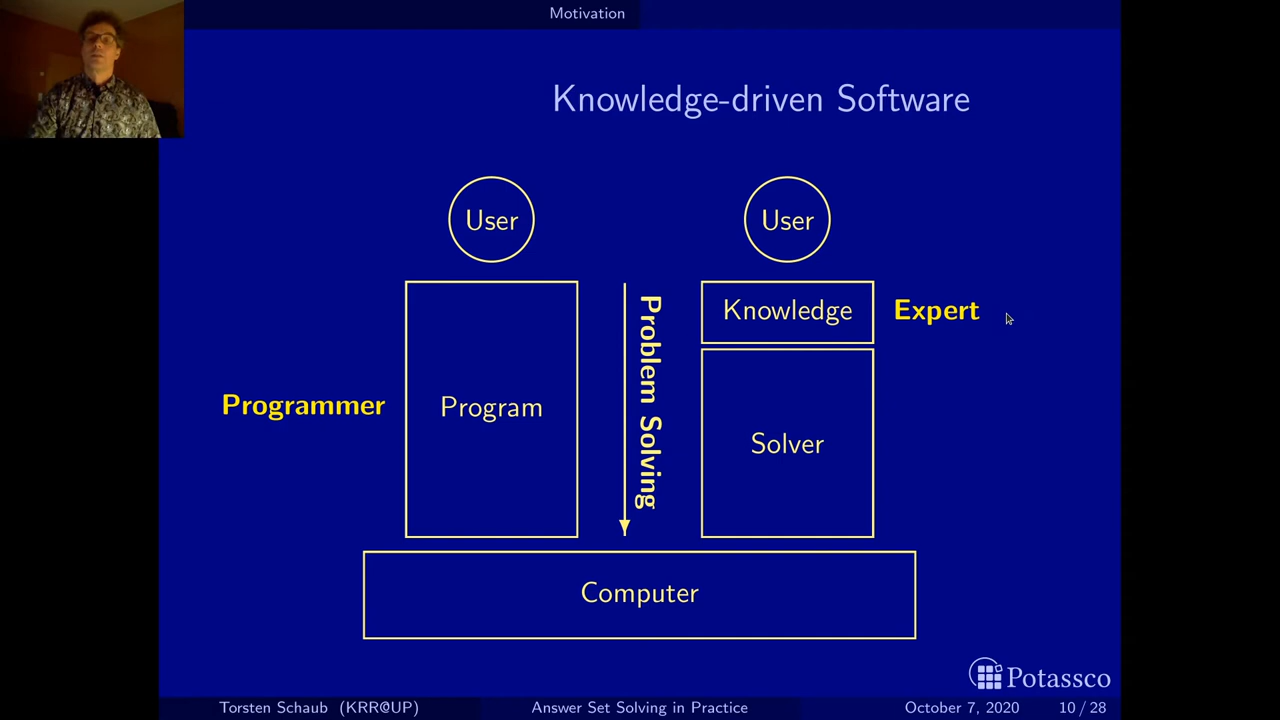 Motivation
Knowledge-driven Software
User
User
Knowledge
Expert
Problem Solving
Programmer
Program
Solver
Computer
Potassco
Torsten Schaub (KRR@UP)
Answer Set Solving in Practice
October 7, 2020
10 / 28